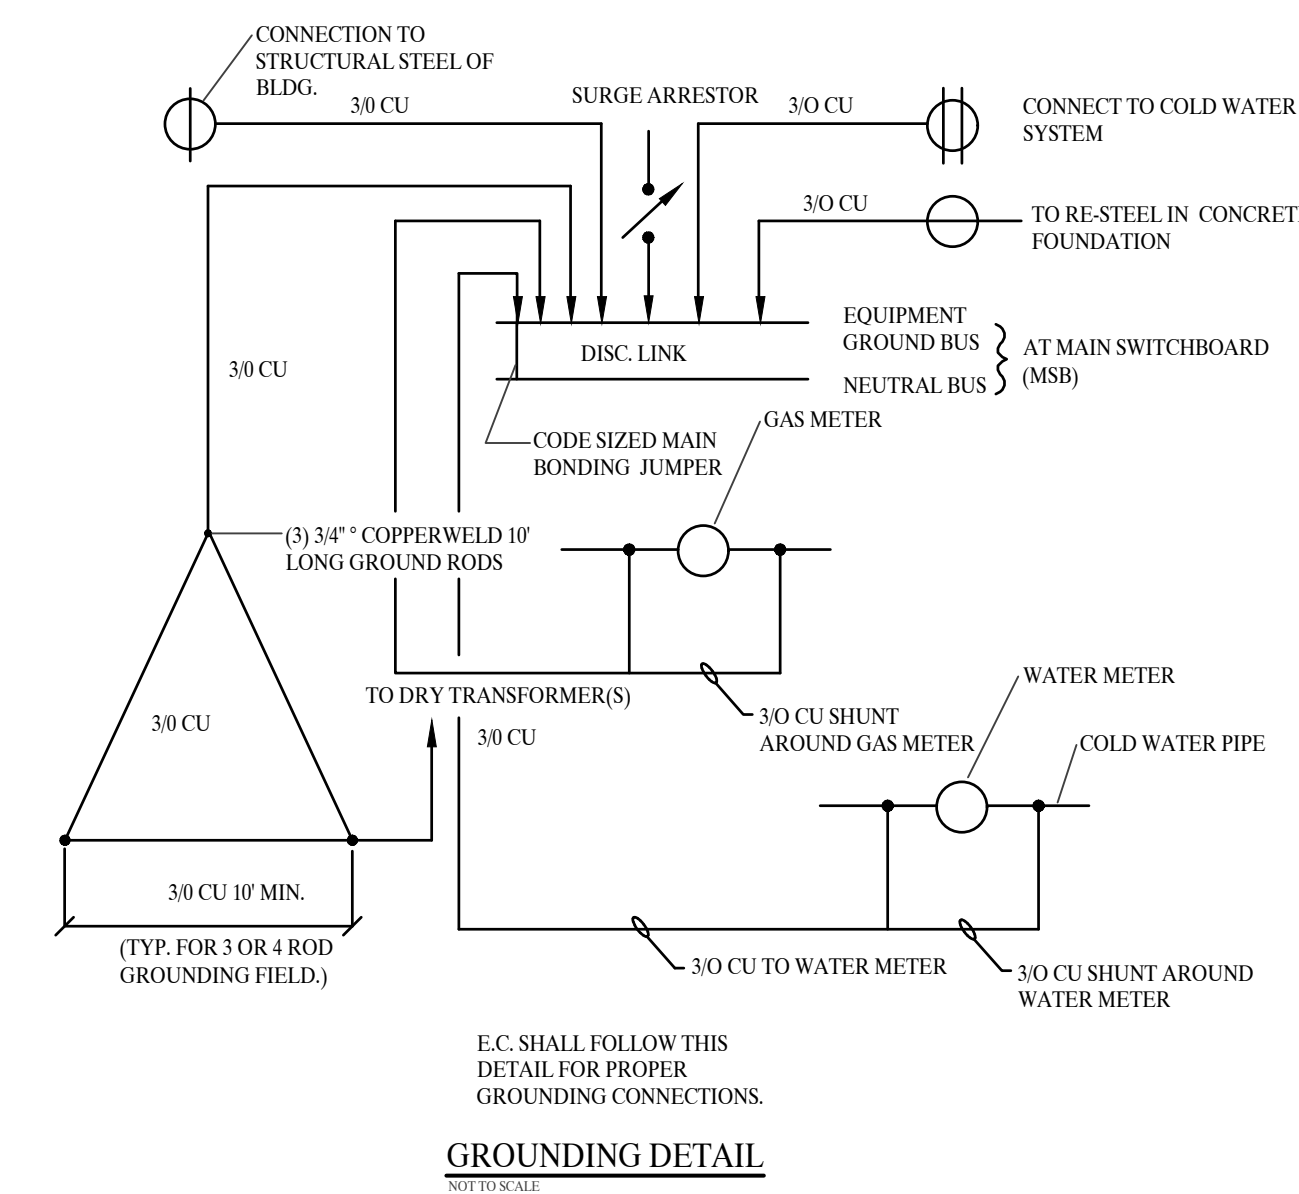 CONNECTION TO
STRUCTURAL STEEL OF
BLDG.
3/0 CU
SURGE ARRESTOR
3/O CU
CONNECT TO COLD WATER
SYSTEM
3/O CU
TO RE-STEEL IN CONCRET
FOUNDATION
EQUIPMENT
GROUND BUS
NEUTRAL BUS
AT MAIN SWITCHBOARD
(MSB)
DISC. LINK
3/0 CU
CODE SIZED MAIN
BONDING JUMPER
GAS METER
(3) 3/4" ° COPPERWELD 10'
LONG GROUND RODS
TO DRY TRANSFORMER(S)
3/0 CU
3/0 CU
3/O CU SHUNT
AROUND GAS METER
WATER METER
COLD WATER PIPE
3/0 CU 10' MIN.
(TYP. FOR 3 OR 4 ROD
GROUNDING FIELD.)
3/O CU TO WATER METER
3/O CU SHUNT AROUND
WATER METER
E.C. SHALL FOLLOW THIS
DETAIL FOR PROPER
GROUNDING CONNECTIONS.
GROUNDING DETAIL
NOT TO SCALE